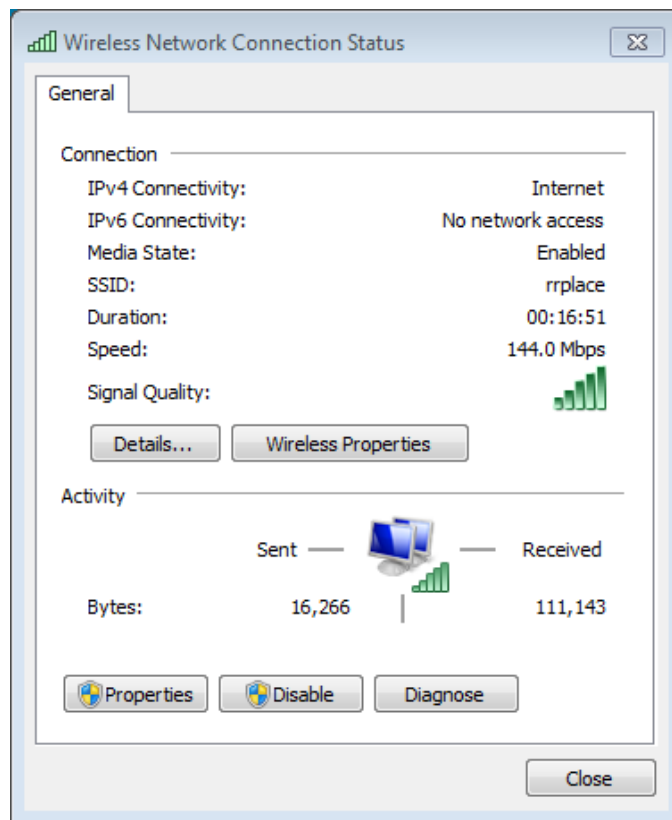 Wireless Network Connection Status
General
Connection
IPv4 Connectivity: Internet
IPv6 Connectivity: No network access
Media State: Enabled
SSID: rrplace
Duration: 00:16:51
Speed: 144.0 Mbps
Signal Quality:
Details... Wireless Properties
Activity
Sent Received
Bytes: 16,266 111,143
Properties Disable Diagnose
Close